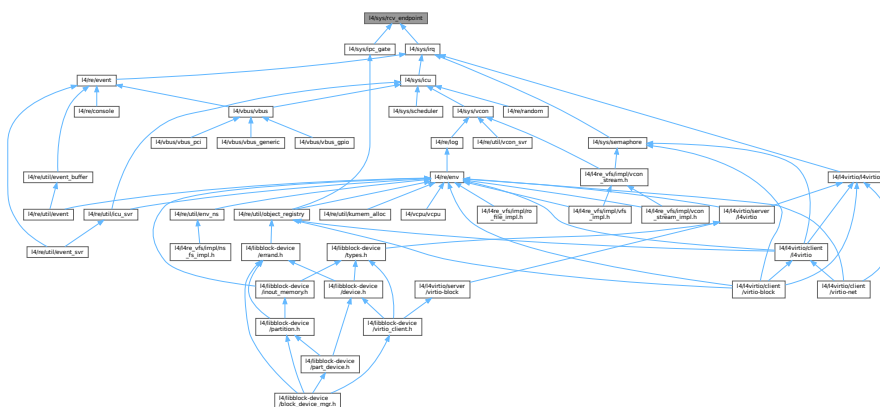 l4/sys/rcv_endpoint
l4/sys/ipc_gate
l4/sys/irq
l4/re/event
l4/sys/icu
l4/re/console
l4/vbus/vbus
l4/sys/scheduler
l4/sys/vcon
l4/re/random
l4/vbus/vbus_pci
l4/vbus/vbus_generic
l4/vbus/vbus_gpio
l4/re/log
l4/re/util/vcon_svr
l4/sys/semaphore
l4/re/util/event_buffer
l4/re/env
l4/l4re_vfs/impl/vcon
_stream.h
l4/l4virtio/l4virtio
l4/re/util/event
l4/re/util/icu_svr
l4/re/util/env_ns
l4/re/util/object_registry
l4/re/util/kumem_alloc
l4/vcpu/vcpu
l4/l4re_vfs/impl/ro
_file_impl.h
l4/l4re_vfs/impl/vfs
_impl.h
l4/l4re_vfs/impl/vcon
_stream_impl.h
l4/l4virtio/server
/l4virtio
l4/re/util/event_svr
l4/l4re_vfs/impl/ns
_fs_impl.h
l4/libblock-device
/errand.h
l4/libblock-device
/types.h
l4/l4virtio/client
/l4virtio
l4/libblock-device
/inout_memory.h
l4/libblock-device
/device.h
l4/l4virtio/server
/virtio-block
l4/l4virtio/client
/virtio-block
l4/l4virtio/client
/virtio-net
l4/libblock-device
/partition.h
l4/libblock-device
/virtio_client.h
l4/libblock-device
/part_device.h
l4/libblock-device
/block_device_mgr.h